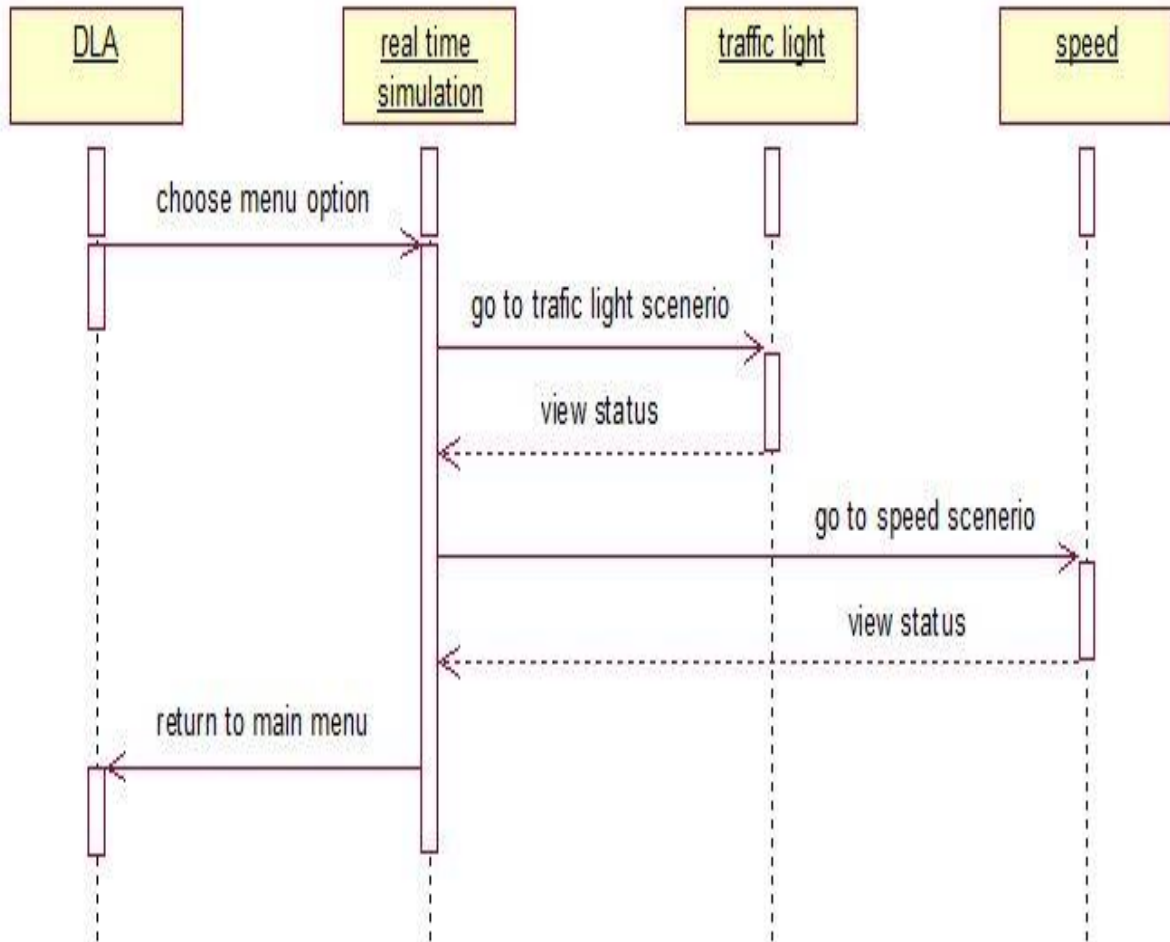 DLA
real time
simulation
traffic light
speed
choose menu option
go to trafic light scenerio
view status
go to speed scenerio
view status
return to main menu